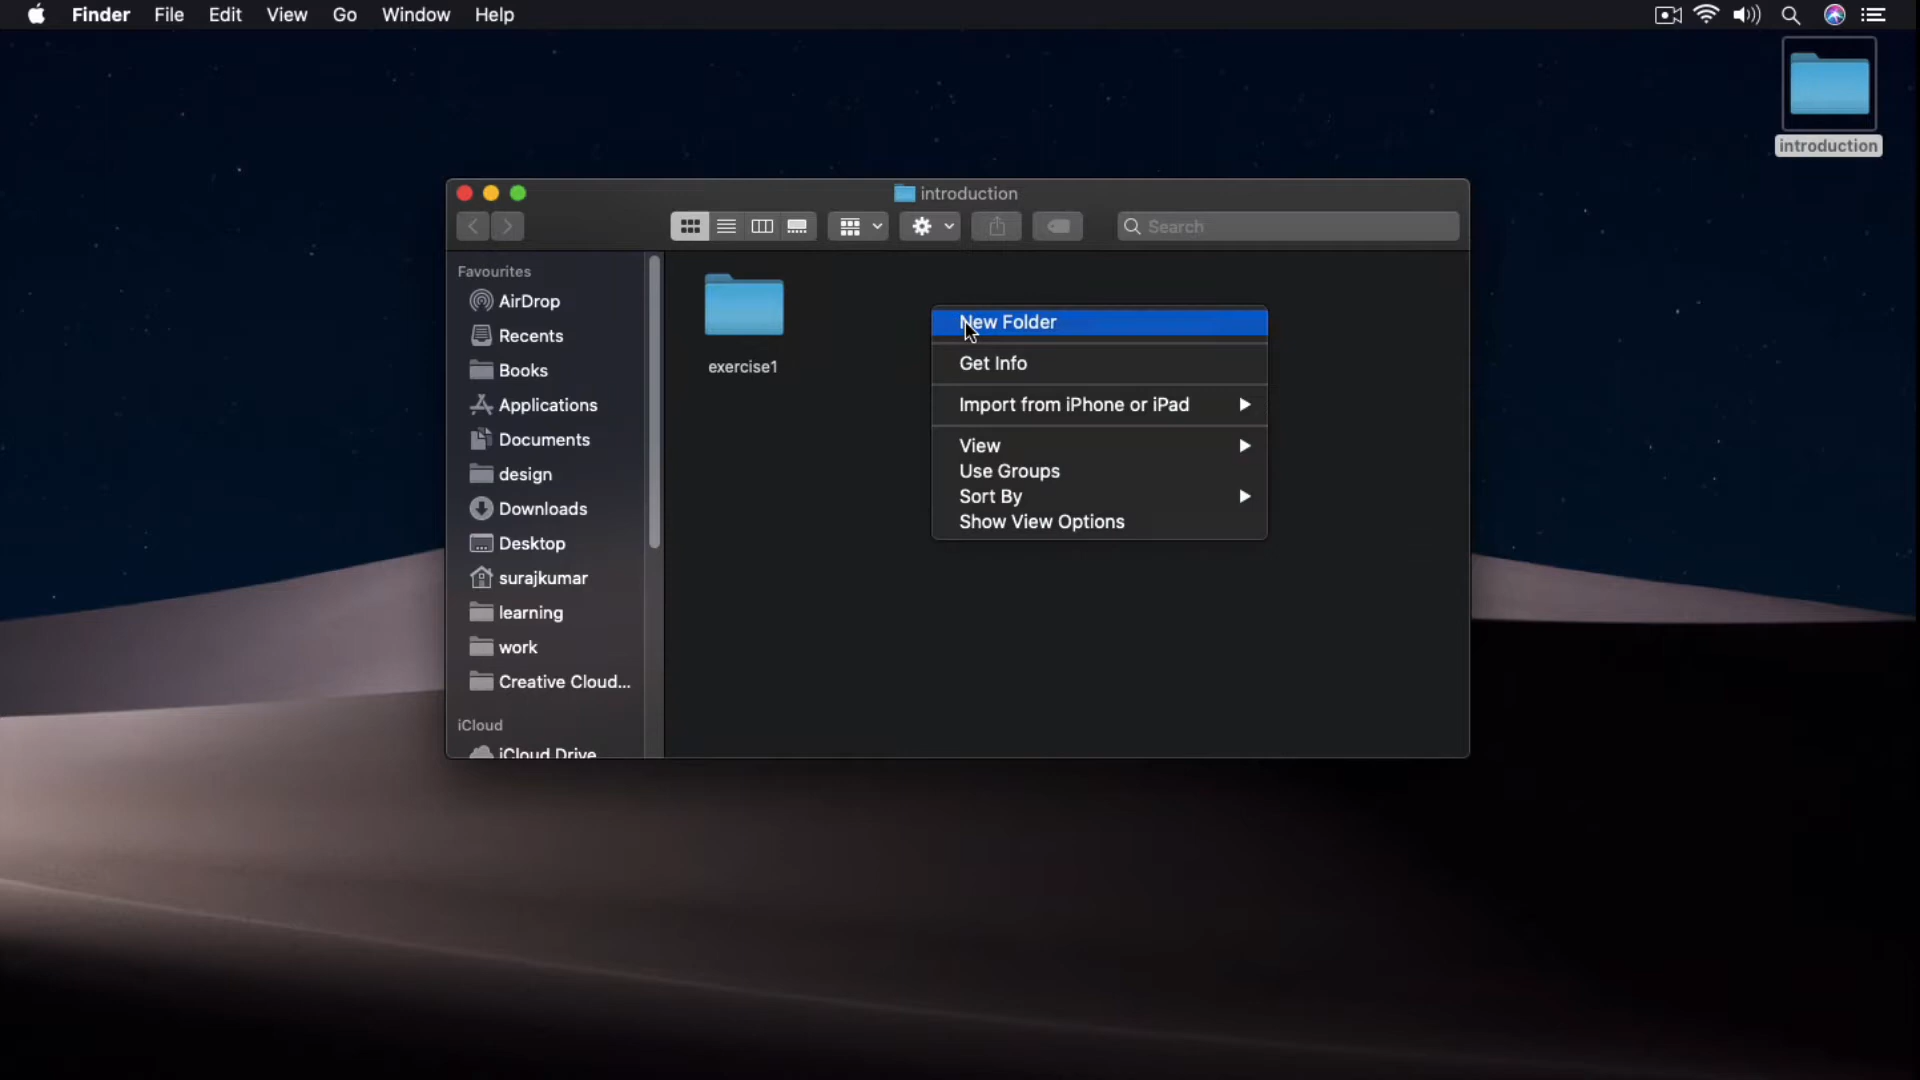 Finder File Edit View Go Window Help
introduction
introduction
Search
Favourites
AirDrop
Recents
Books
Applications
Documents
design
Downloads
Desktop
surajkumar
learning
work
Creative Cloud...
iCloud
iCloud Drive
exercise1
New Folder
Get Info
Import from iPhone or iPad
View
Use Groups
Sort By
Show View Options